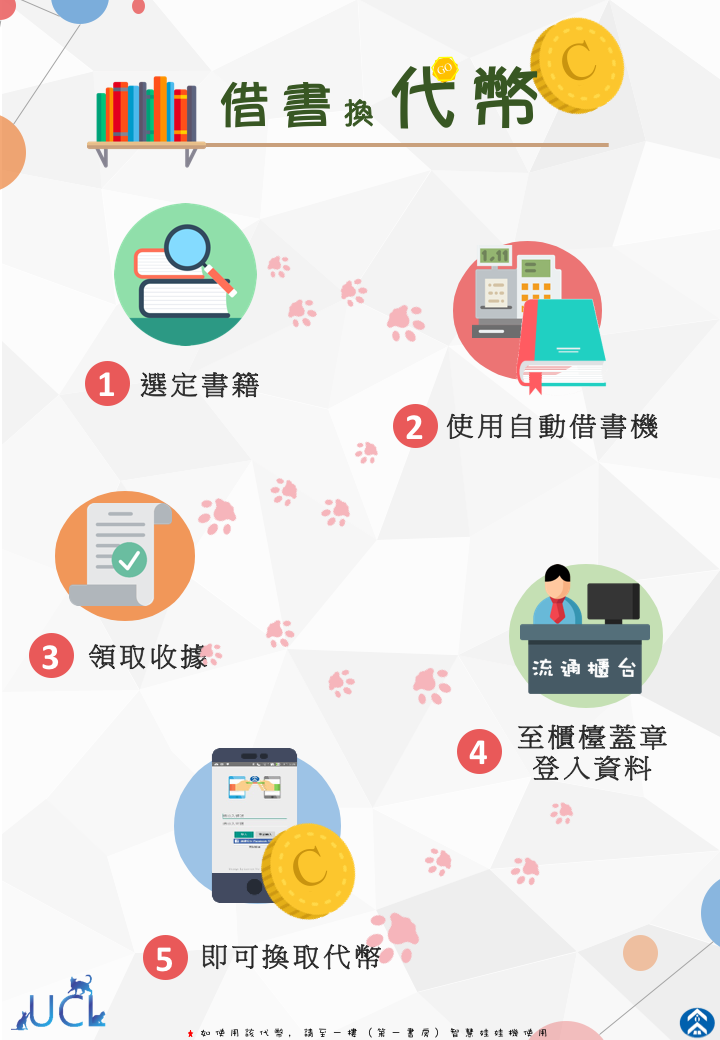 借書換代幣
GO
C
1.11
1 選定書籍
2 使用自動借書機
3 領取收據
流通櫃台
4 至櫃檯蓋章
登入資料
C
5 即可換取代幣
UCL
★如使用該代幣，請至一樓（第一書房）智慧娃娃機使用